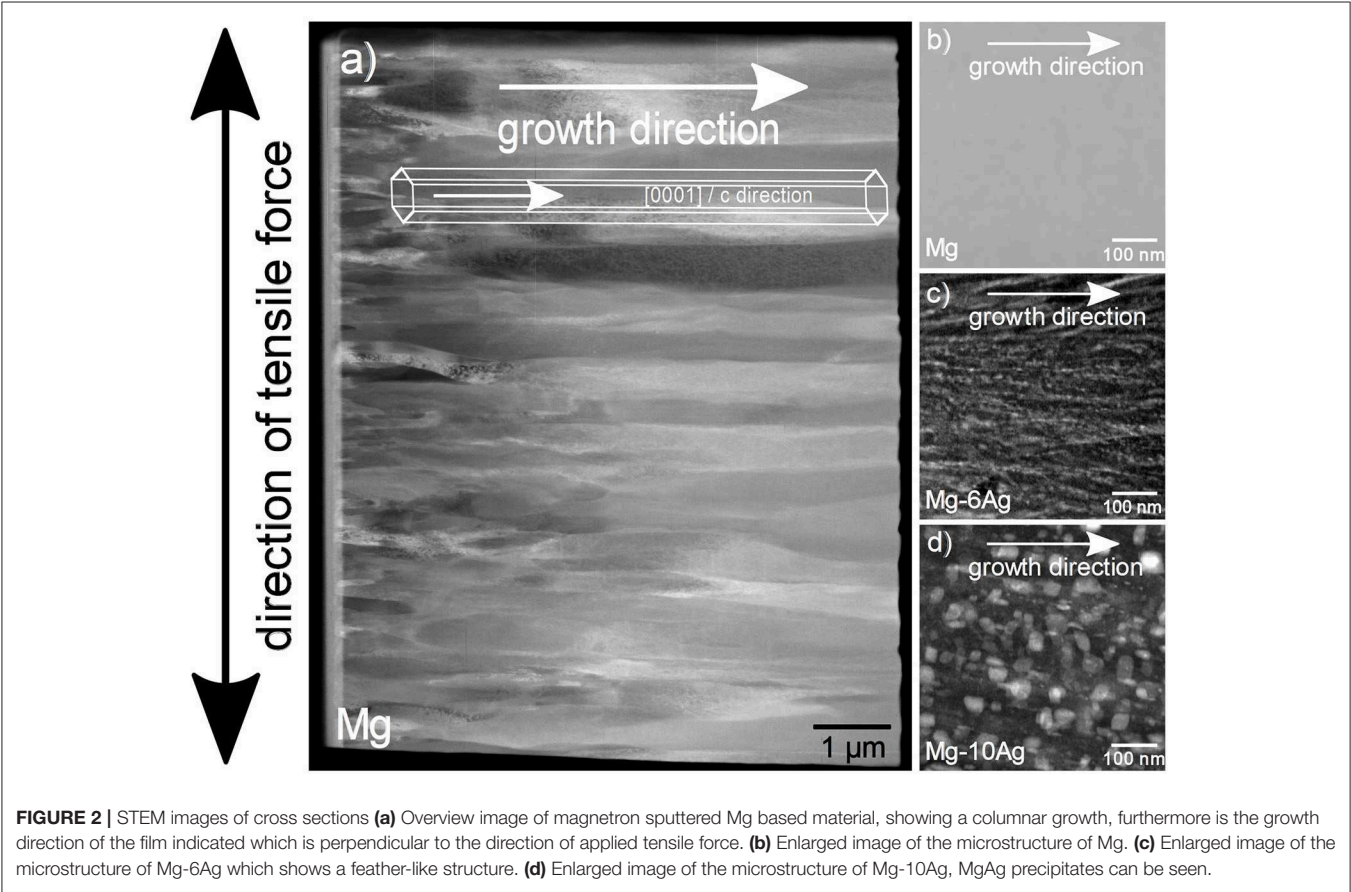 direction of tensile force
a)
growth direction
[0001] / c direction
Mg
1 µm
b)
growth direction
Mg
100 nm
c)
growth direction
Mg-6Ag
100 nm
d)
growth direction
Mg-10Ag
100 nm
FIGURE 2 | STEM images of cross sections (a) Overview image of magnetron sputtered Mg based material, showing a columnar growth, furthermore is the growth
direction of the film indicated which is perpendicular to the direction of applied tensile force. (b) Enlarged image of the microstructure of Mg. (c) Enlarged image of the
microstructure of Mg-6Ag which shows a feather-like structure. (d) Enlarged image of the microstructure of Mg-10Ag, MgAg precipitates can be seen.